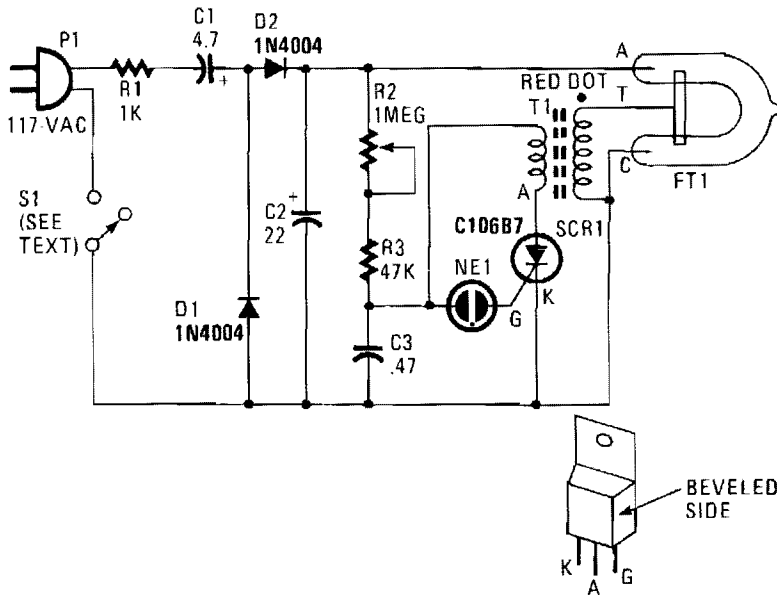 P1
117-VAC
R1
1K
C1
4.7
+
D2
1N4004
S1
(SEE
TEXT)
D1
1N4004
C2
22
+
R2
1MEG
R3
47K
C3
.47
NE1
G
C106B7
SCR1
A
K
RED DOT
T1
A
T
C
FT1
BEVELED
SIDE
K
A
G